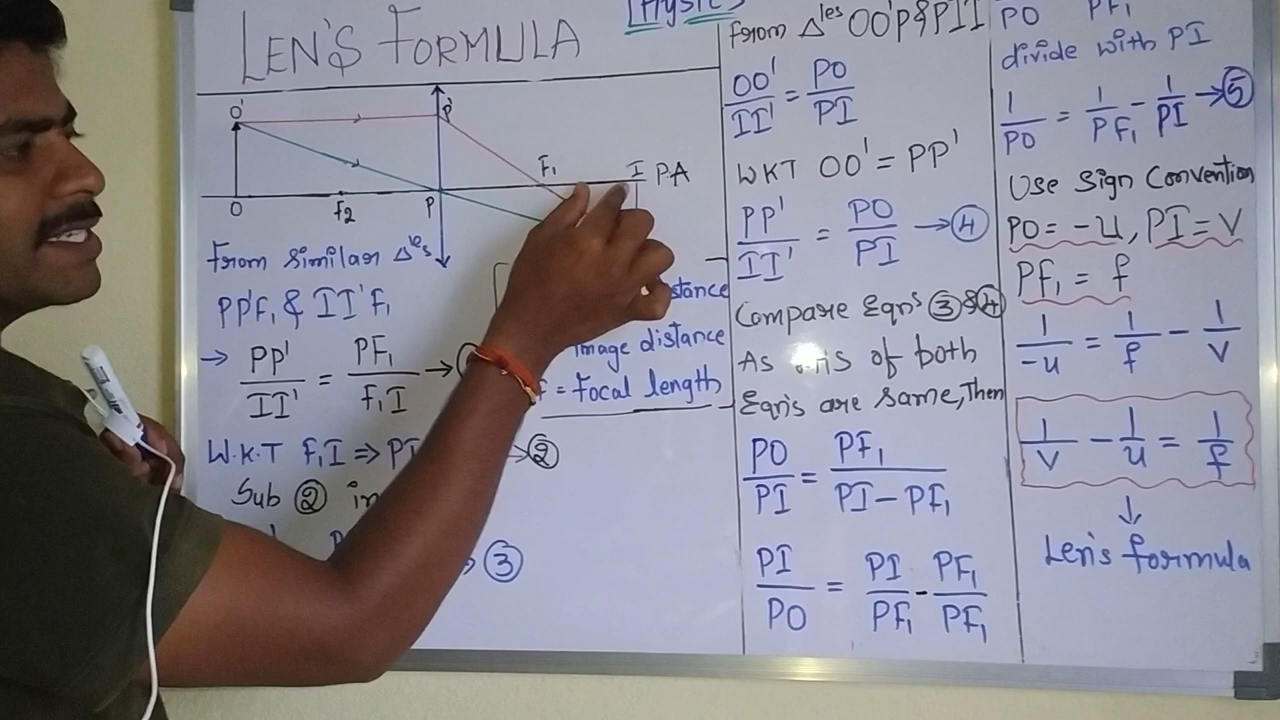 Physics
LEN'S FORMULA
O'
P'
F₁
I
P.A
O
F₂
P
From similar Δles
PP'F₁ & II'F₁
→ PP'/II' = PF₁/F₁I →
W.K.T F₁I => PI → ②
Sub ② in
→ ③
stance
image distance
f = Focal length
From Δles OO'P & PII
OO'/II' = PO/PI
WKT OO' = PP'
PP'/II' = PO/PI → ④
Compare Eqn's ③ & ④
As of both
Eqn's are same, Then
PO/PI = PF₁/PI – PF₁
PI/PO = PI/PF₁ - PF₁/PF₁
PO PF₁
divide with PI
1/PO = 1/PF₁ - 1/PI → ⑤
Use Sign Convention
PO = -u, PI = v
PF₁ = f
1/-u = 1/f - 1/v
1/v - 1/u = 1/f
↓
Len's formula